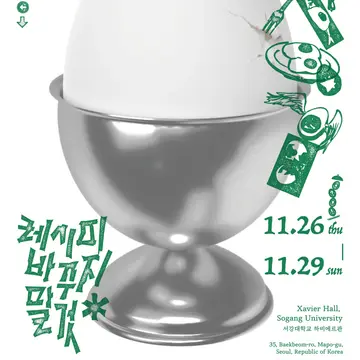 레시피
바꾸지
말것*
11.26 thu
11.29 sun
Xavier Hall,
Sogang University
서강대학교 하비에르관
35, Baekbeom-ro, Mapo-gu,
Seoul, Republic of Korea